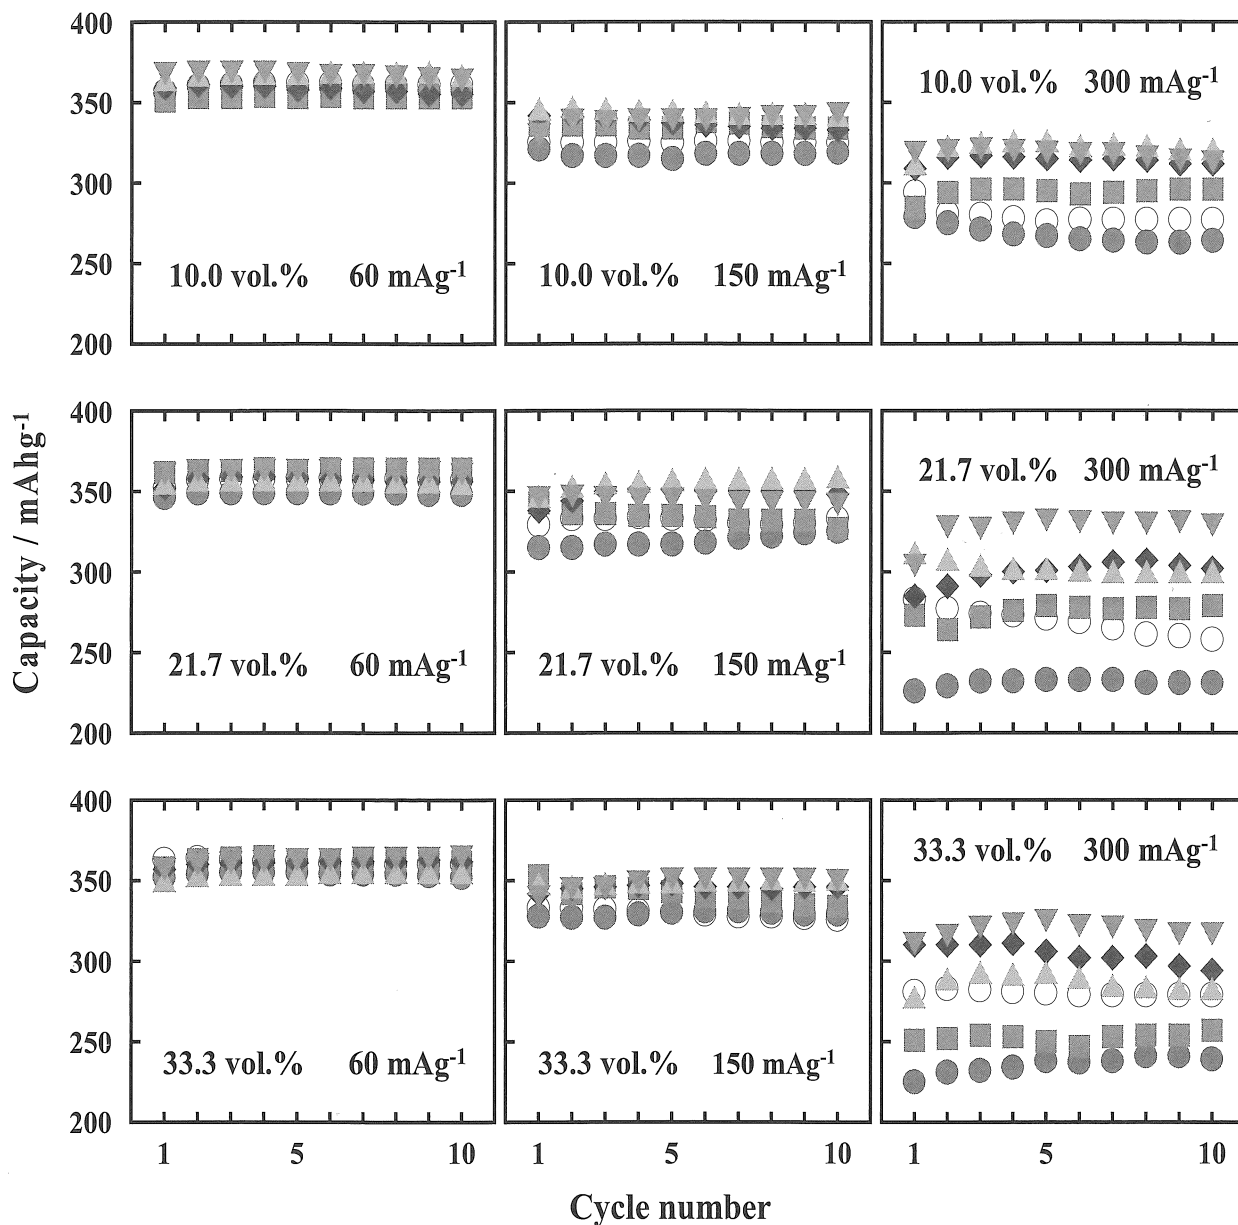 400
350
300
250
200
10.0 vol.% 60 mAg-1
10.0 vol.% 150 mAg-1
10.0 vol.% 300 mAg-1
Capacity / mAhg-1
400
350
300
250
200
21.7 vol.% 60 mAg-1
21.7 vol.% 150 mAg-1
21.7 vol.% 300 mAg-1
400
350
300
250
200
33.3 vol.% 60 mAg-1
33.3 vol.% 150 mAg-1
33.3 vol.% 300 mAg-1
1 5 10 1 5 10 1 5 10
Cycle number